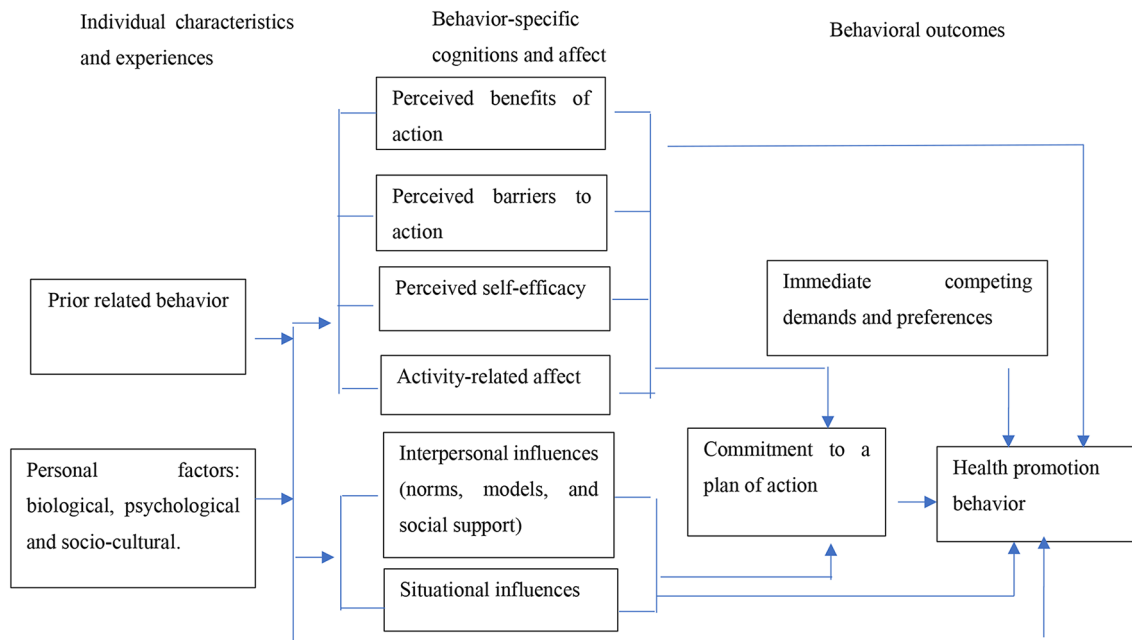 Individual characteristics
and experiences
Behavior-specific
cognitions and affect
Behavioral outcomes
Perceived benefits of
action
Perceived barriers to
action
Perceived self-efficacy
Activity-related affect
Prior related behavior
Personal factors:
biological, psychological
and socio-cultural.
Interpersonal influences
(norms, models, and
social support)
Situational influences
Immediate competing
demands and preferences
Commitment to a
plan of action
Health promotion
behavior